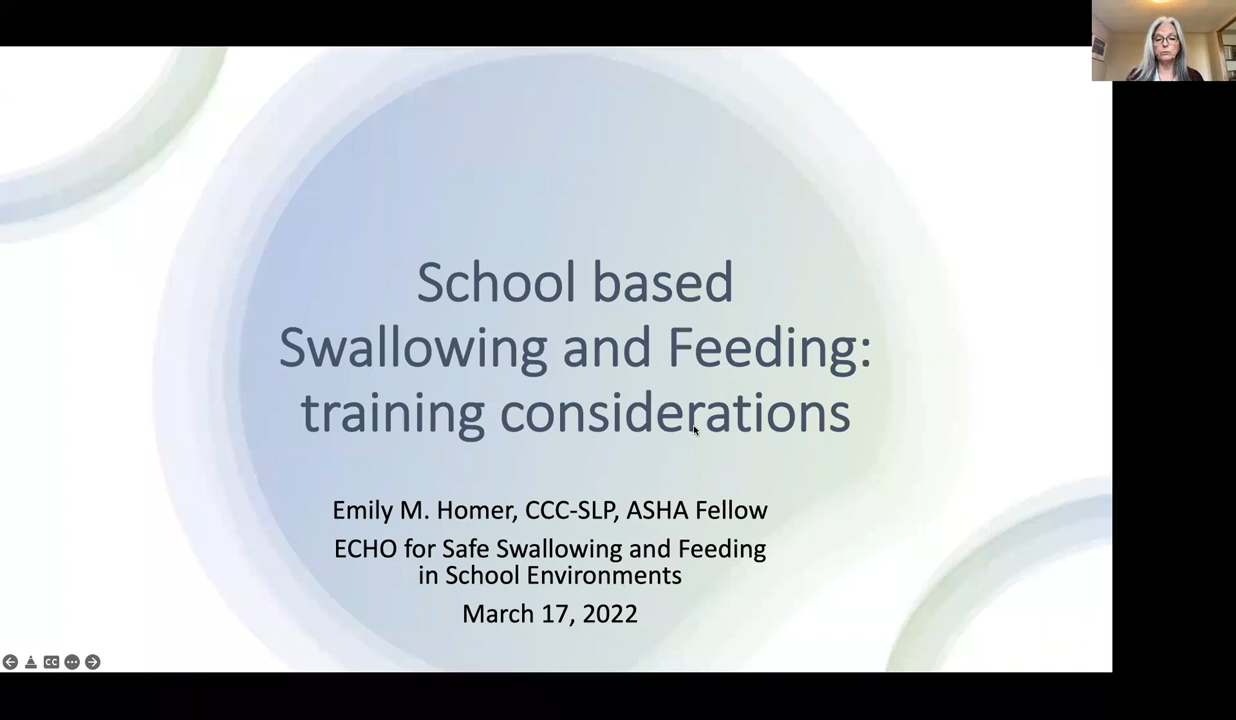 School based
Swallowing and Feeding:
training considerations
Emily M. Homer, CCC-SLP, ASHA Fellow
ECHO for Safe Swallowing and Feeding
in School Environments
March 17, 2022
CC